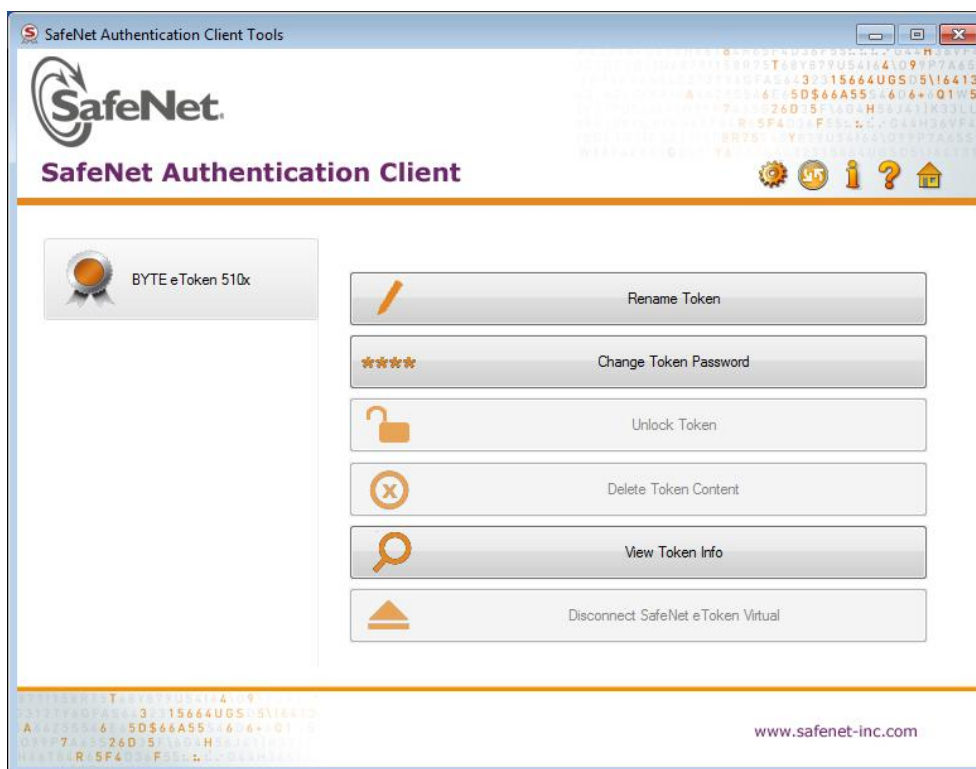 SafeNet Authentication Client Tools
SafeNet.
SafeNet Authentication Client
BYTE eToken 510x
Rename Token
**** Change Token Password
Unlock Token
Delete Token Content
View Token Info
Disconnect SafeNet eToken Virtual
www.safenet-inc.com